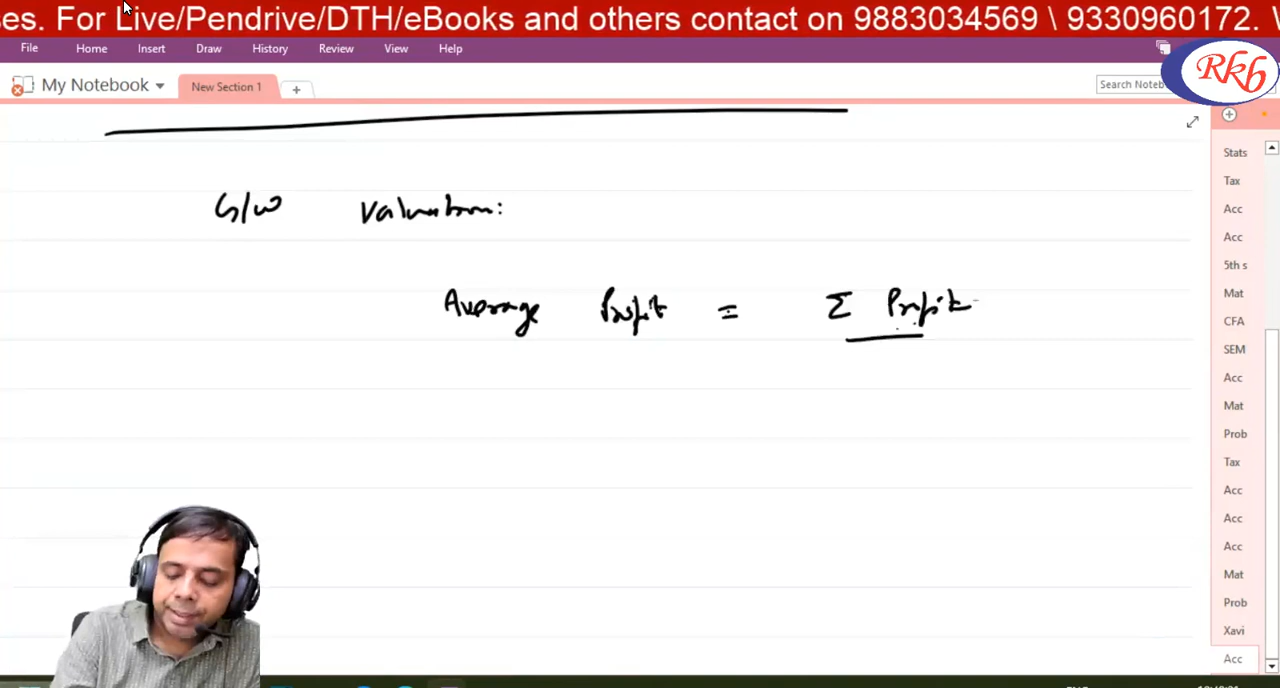 es. For Live/Pendrive/DTH/eBooks and others contact on 9883034569 \ 9330960172.
File Home Insert Draw History Review View Help
Rkb
My Notebook New Section 1 + Search Noteb
Stats
Tax
G/w Valuation:
Acc
Acc
5th s
Average Profit = Σ Profit
Mat
CFA
SEM
Acc
Mat
Prob
Tax
Acc
Acc
Acc
Mat
Prob
Xavi
Acc